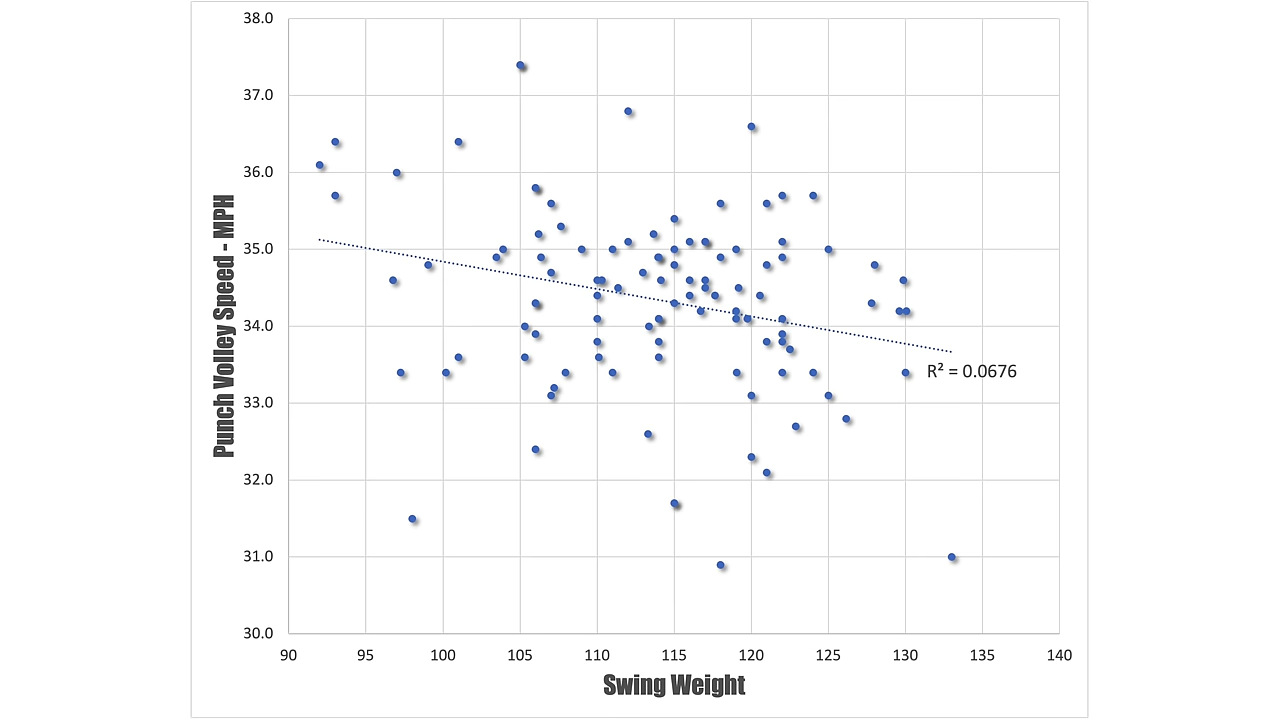 38.0
37.0
36.0
35.0
34.0
33.0
32.0
31.0
30.0
Punch Volley Speed - MPH
R² = 0.0676
90 95 100 105 110 115 120 125 130 135 140
Swing Weight